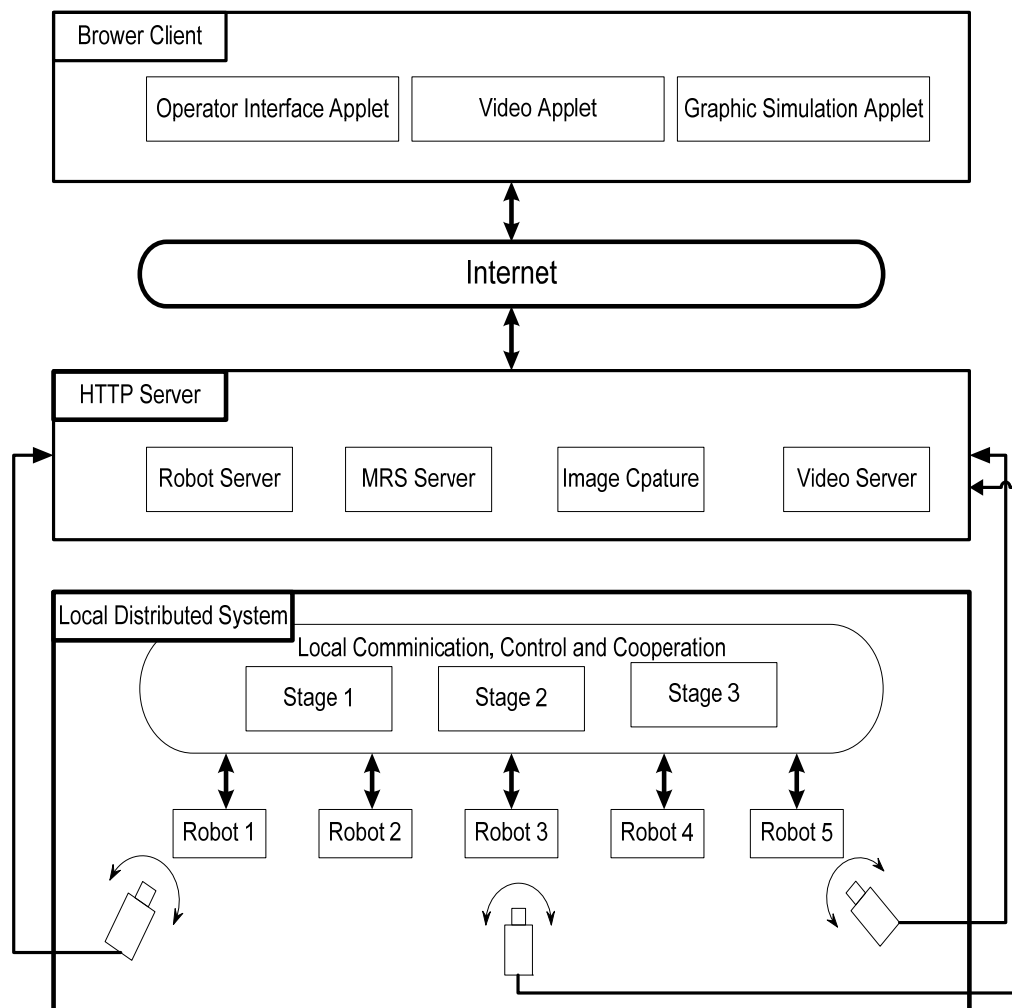 Brower Client
Operator Interface Applet
Video Applet
Graphic Simulation Applet
Internet
HTTP Server
Robot Server
MRS Server
Image Cpature
Video Server
Local Distributed System
Local Comminication, Control and Cooperation
Stage 1
Stage 2
Stage 3
Robot 1
Robot 2
Robot 3
Robot 4
Robot 5